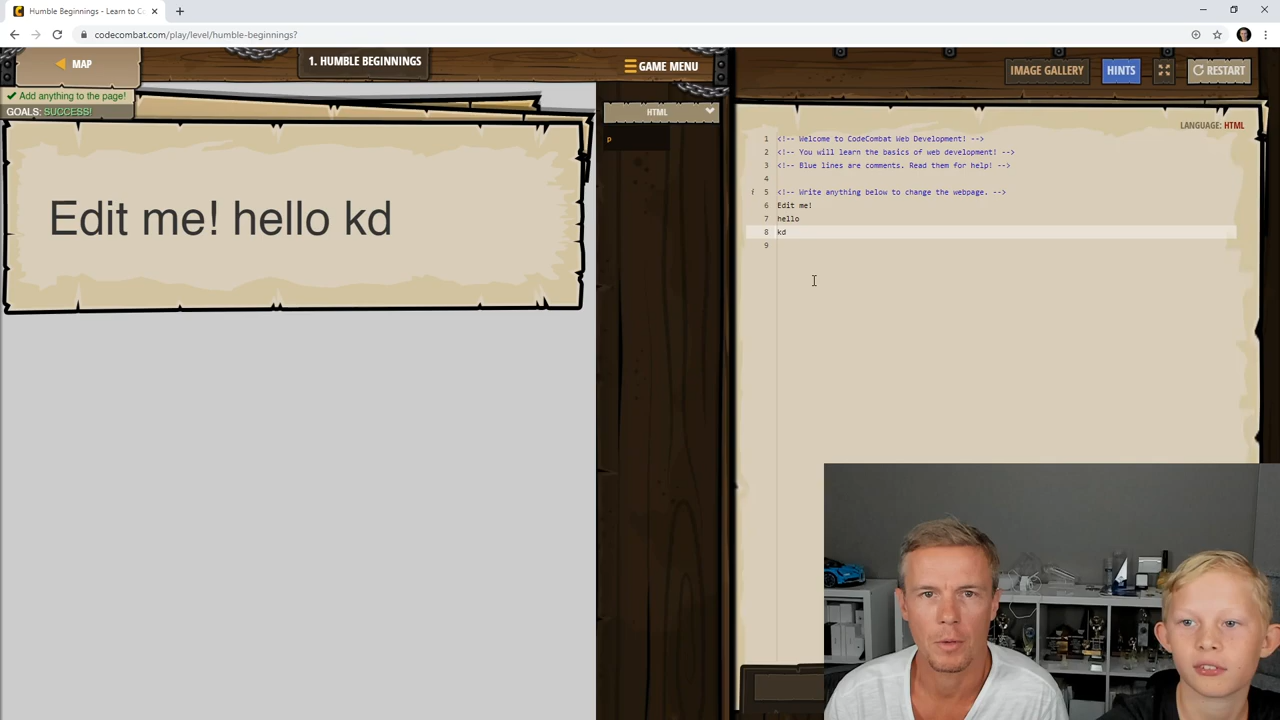 Humble Beginnings - Learn to C
codecombat.com/play/level/humble-beginnings?
MAP
1. HUMBLE BEGINNINGS
GAME MENU
IMAGE GALLERY
HINTS
RESTART
Add anything to the page!
GOALS: SUCCESS!
HTML
p
LANGUAGE: HTML
Edit me! hello kd
1 <!-- Welcome to CodeCombat Web Development! -->
2 <!-- You will learn the basics of web development! -->
3 <!-- Blue lines are comments. Read them for help! -->
4
i 5 <!-- Write anything below to change the webpage. -->
6 Edit me!
7 hello
8 kd
9